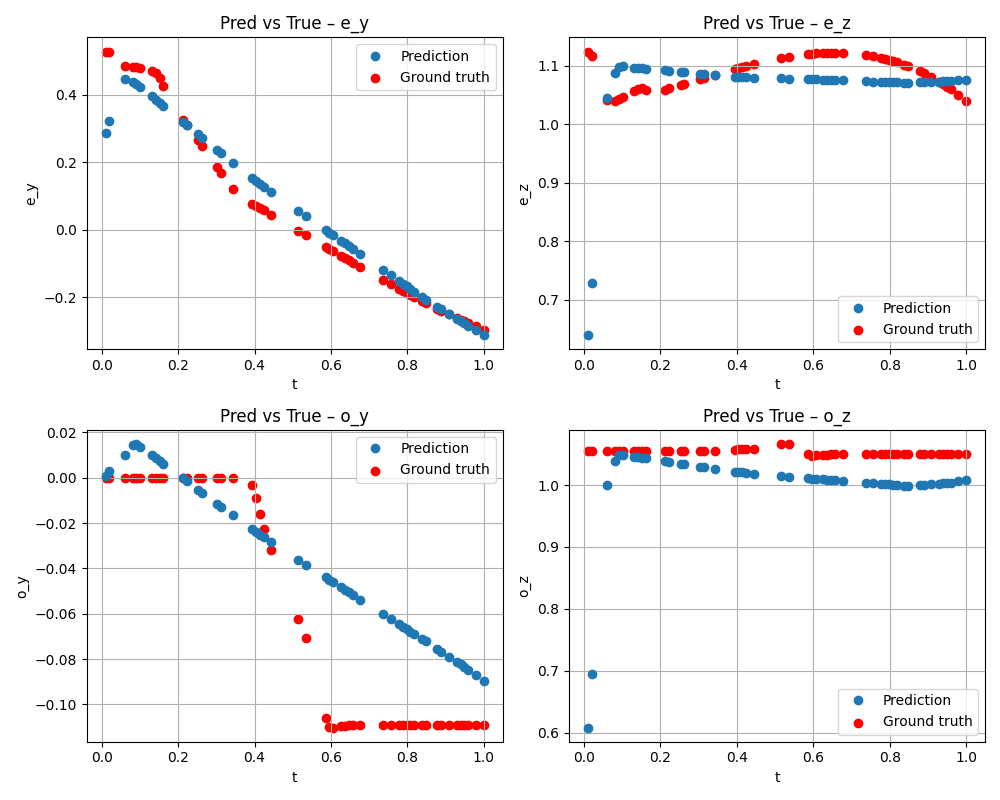 Pred vs True – e_y
e_y
0.4
0.2
0.0
−0.2
Prediction
Ground truth
0.0 0.2 0.4 0.6 0.8 1.0
t
Pred vs True – e_z
e_z
1.1
1.0
0.9
0.8
0.7
Prediction
Ground truth
0.0 0.2 0.4 0.6 0.8 1.0
t
Pred vs True – o_y
o_y
0.02
0.00
−0.02
−0.04
−0.06
−0.08
−0.10
Prediction
Ground truth
0.0 0.2 0.4 0.6 0.8 1.0
t
Pred vs True – o_z
o_z
1.0
0.9
0.8
0.7
0.6
Prediction
Ground truth
0.0 0.2 0.4 0.6 0.8 1.0
t